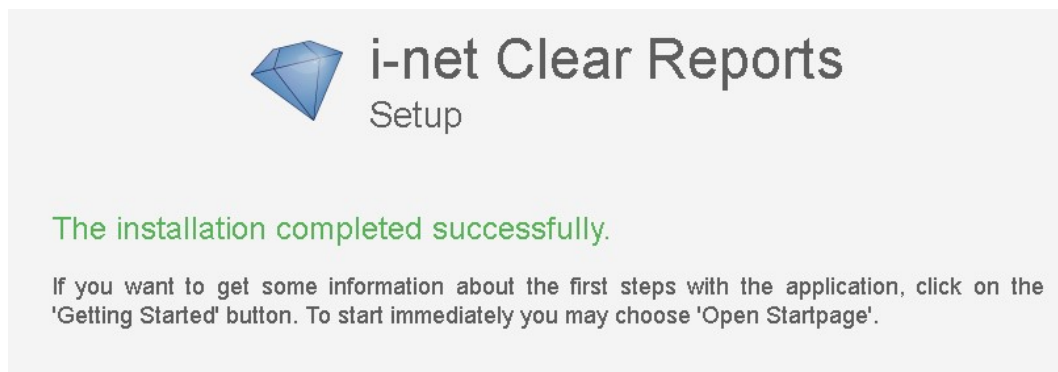 i-net Clear Reports
Setup
The installation completed successfully.
If you want to get some information about the first steps with the application, click on the
'Getting Started' button. To start immediately you may choose 'Open Startpage'.